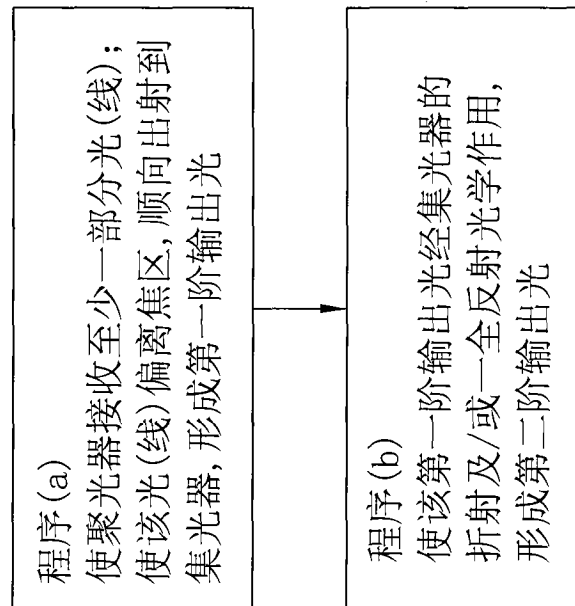 程序(a)
使聚光器接收至少一部分光(线);
使该光(线)偏离焦区,顺向出射到
集光器,形成第一阶输出光
程序(b)
使该第一阶输出光经集光器的
折射及/或一全反射光学作用,
形成第二阶输出光